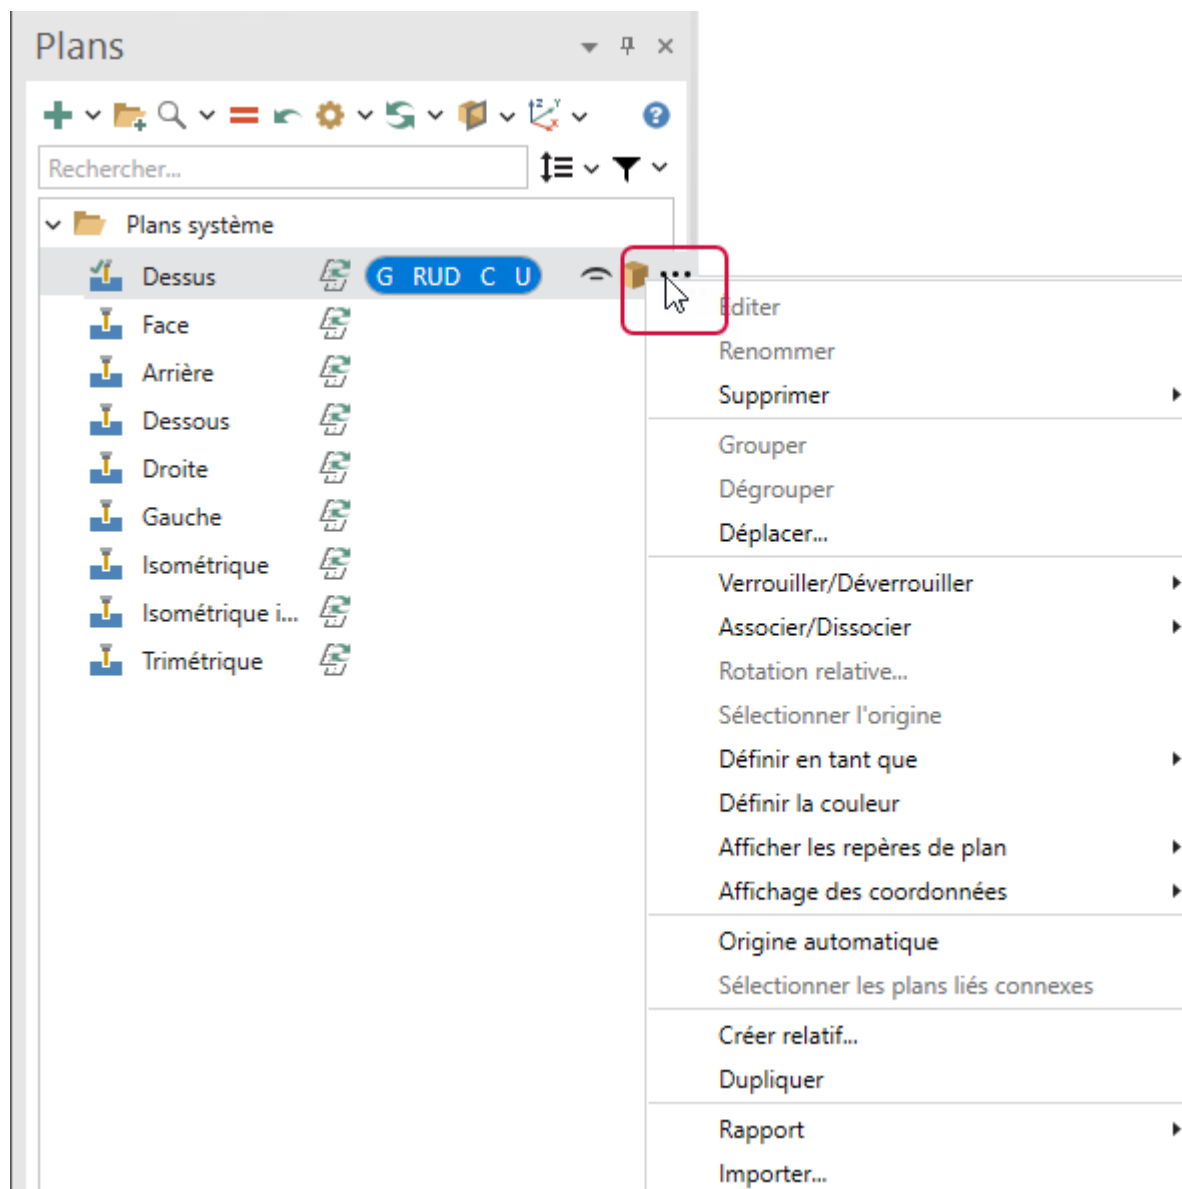 Plans
Rechercher...
Plans système
Dessus G RUD C U
Face
Arrière
Dessous
Droite
Gauche
Isométrique
Isométrique i...
Trimétrique
Editer
Renommer
Supprimer
Grouper
Dégrouper
Déplacer...
Verrouiller/Déverrouiller
Associer/Dissocier
Rotation relative...
Sélectionner l'origine
Définir en tant que
Définir la couleur
Afficher les repères de plan
Affichage des coordonnées
Origine automatique
Sélectionner les plans liés connexes
Créer relatif...
Dupliquer
Rapport
Importer...